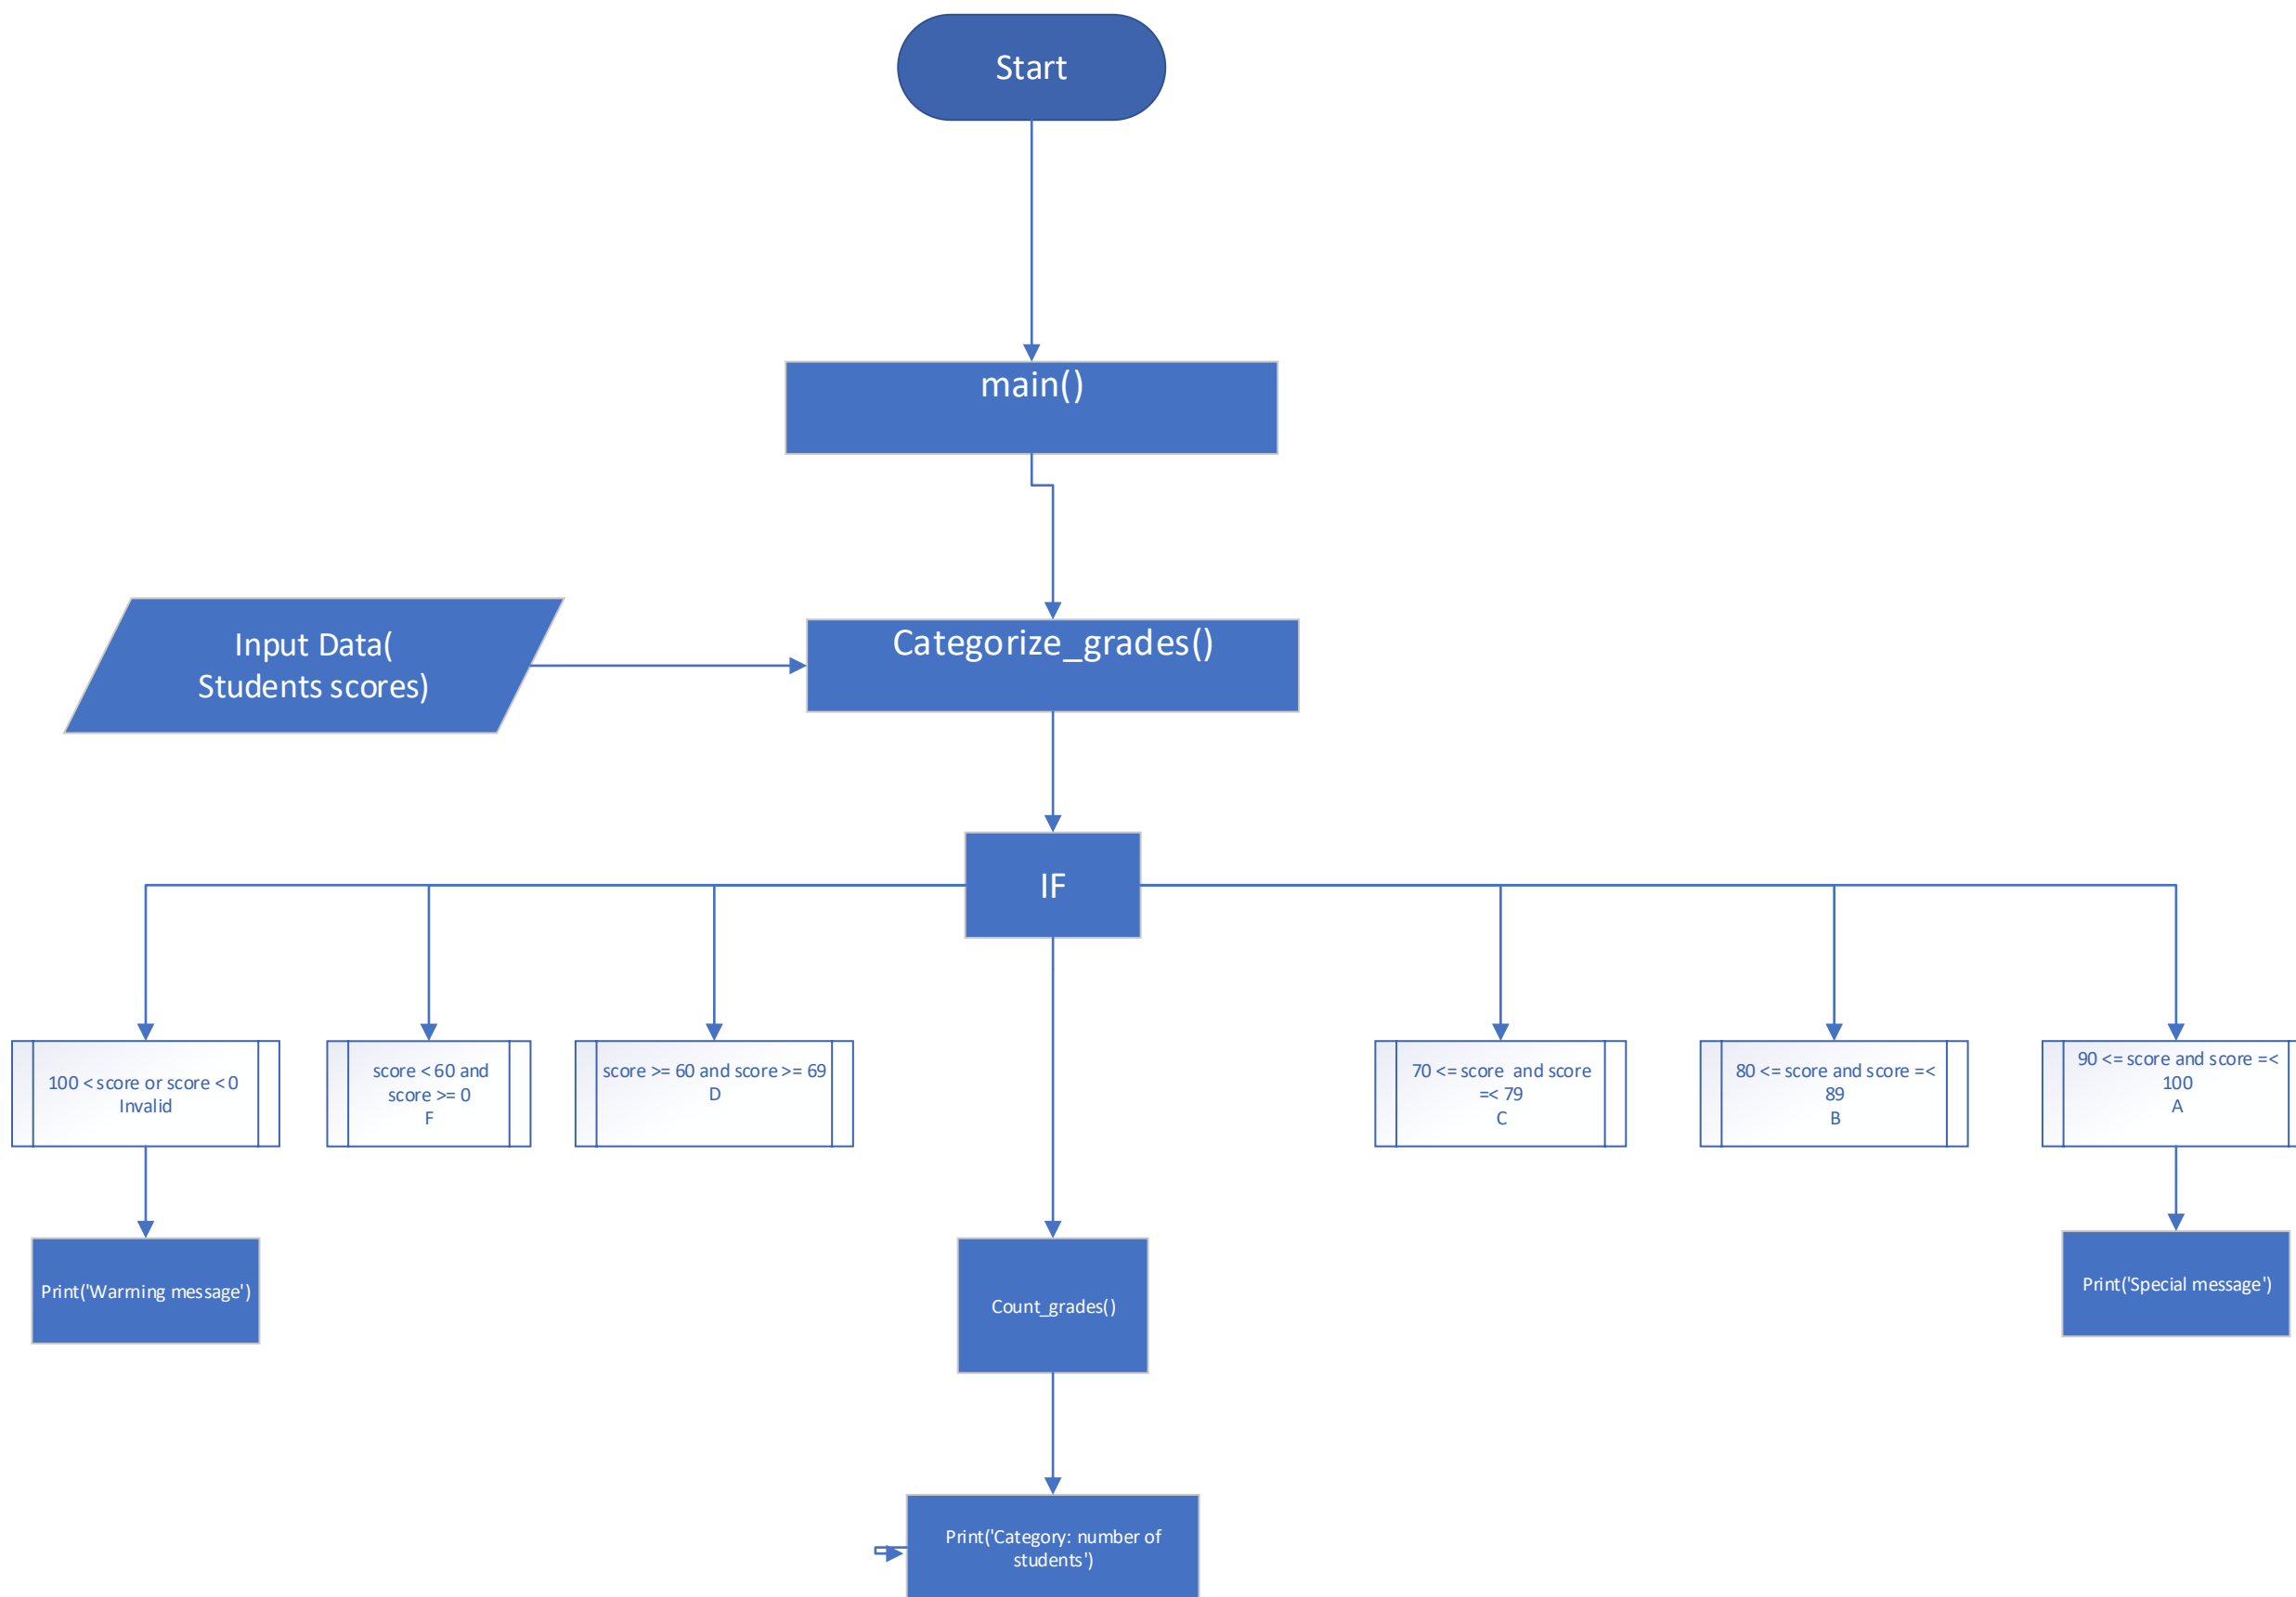 Start
main()
Input Data(
Students scores)
Categorize_grades()
IF
100 < score or score < 0
Invalid
score < 60 and
score >= 0
F
score >= 60 and score >= 69
D
70 <= score and score
=< 79
C
80 <= score and score =<
89
B
90 <= score and score =<
100
A
Print('Warming message')
Count_grades()
Print('Special message')
Print('Category: number of
students')